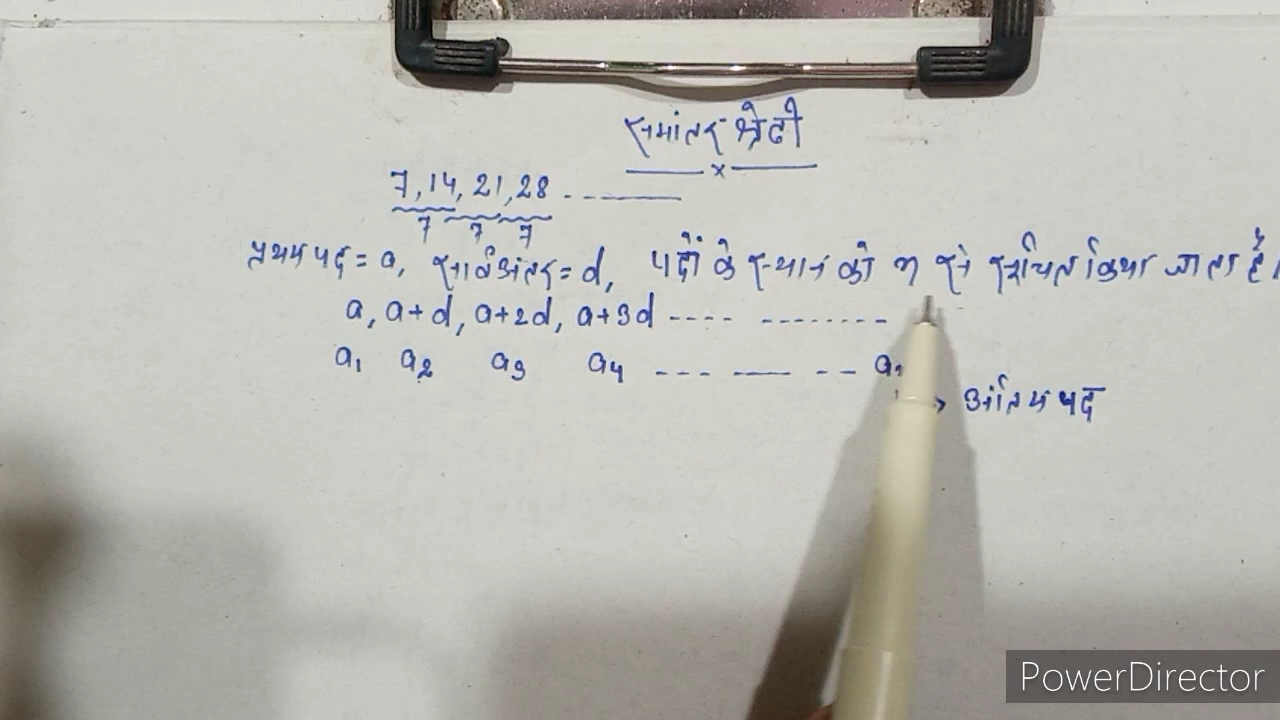 समांतर श्रेढी
x
7, 14, 21, 28 ---
7 7 7
प्रथम पद = a, सार्वअंतर = d, पदों के स्थान को n से सूचित किया जाता है।
a, a+d, a+2d, a+3d ---- --------
a₁ a₂ a₃ a₄ --- --- --
→ अंतिम पद
PowerDirector